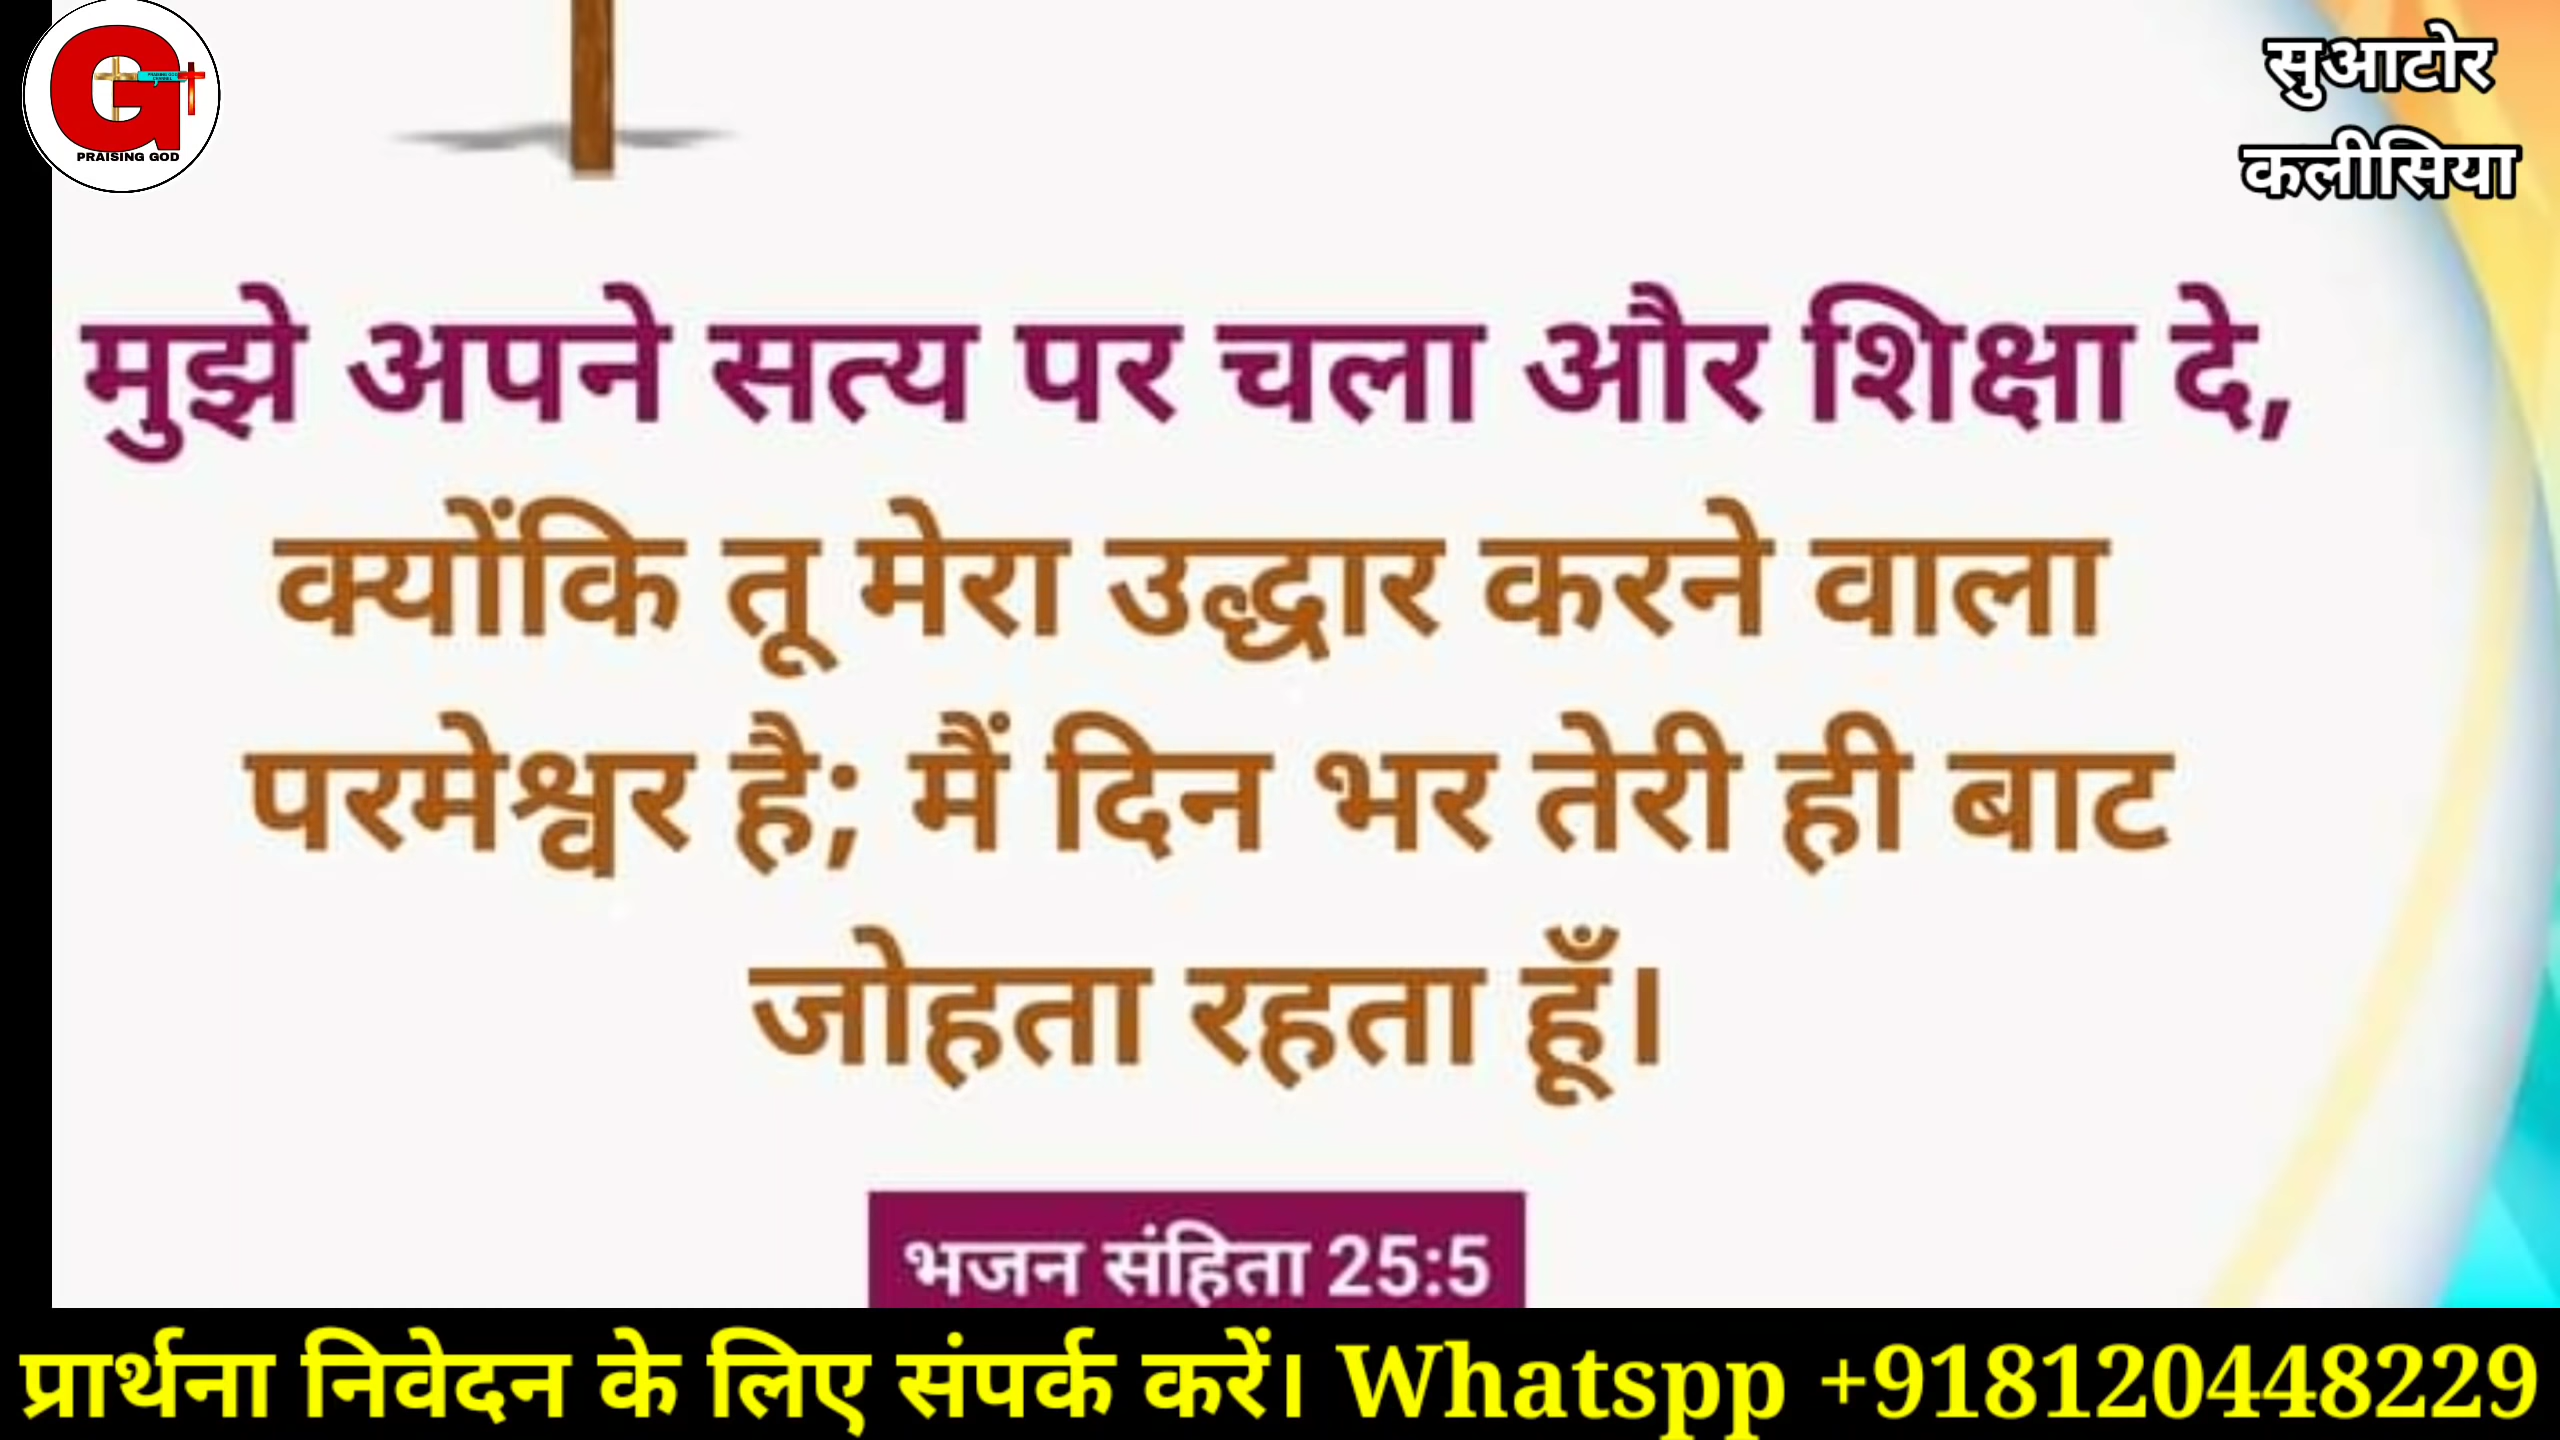 PRAISING GOD
सुआटोर
कलीसिया
मुझे अपने सत्य पर चला और शिक्षा दे,
क्योंकि तू मेरा उद्धार करने वाला
परमेश्वर है; मैं दिन भर तेरी ही बाट
जोहता रहता हूँ।
भजन संहिता 25:5
प्रार्थना निवेदन के लिए संपर्क करें। Whatspp +918120448229